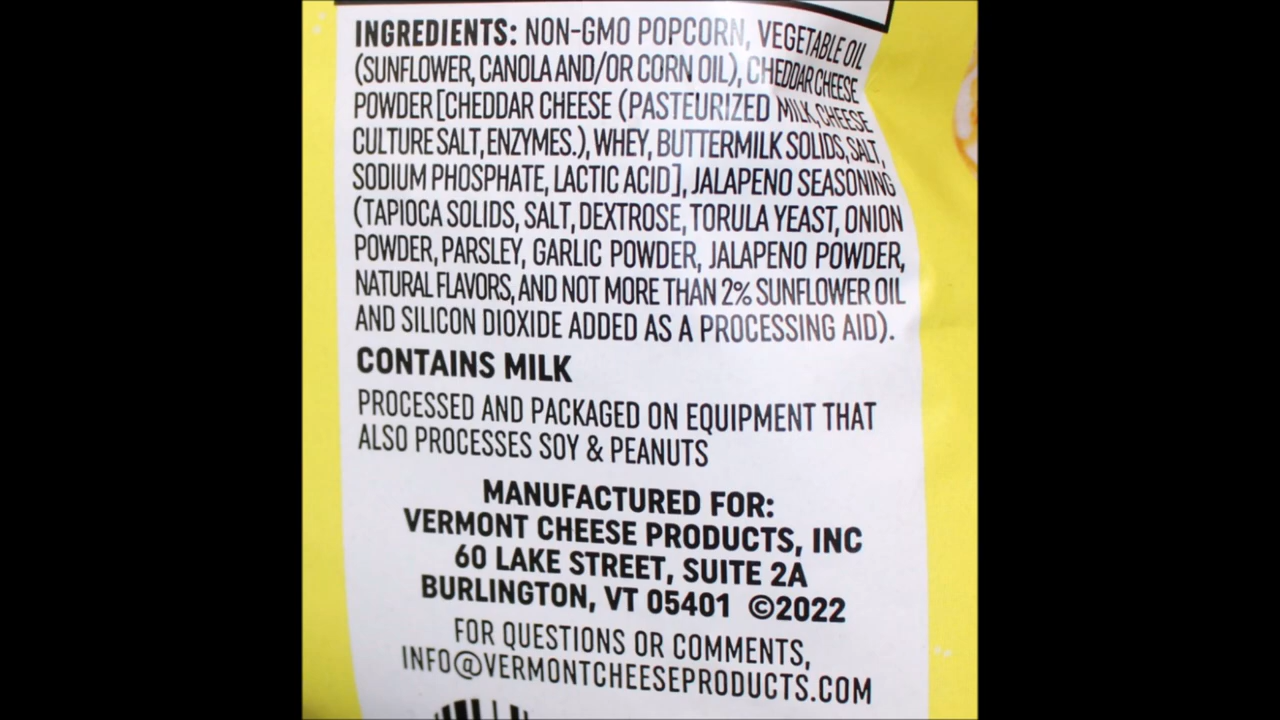 INGREDIENTS: NON-GMO POPCORN, VEGETABLE OIL
(SUNFLOWER, CANOLA AND/OR CORN OIL), CHEDDAR CHEESE
POWDER [CHEDDAR CHEESE (PASTEURIZED MILK, CHEESE
CULTURE SALT, ENZYMES.), WHEY, BUTTERMILK SOLIDS, SALT,
SODIUM PHOSPHATE, LACTIC ACID], JALAPENO SEASONING
(TAPIOCA SOLIDS, SALT, DEXTROSE, TORULA YEAST, ONION
POWDER, PARSLEY, GARLIC POWDER, JALAPENO POWDER,
NATURAL FLAVORS, AND NOT MORE THAN 2% SUNFLOWER OIL
AND SILICON DIOXIDE ADDED AS A PROCESSING AID).
CONTAINS MILK
PROCESSED AND PACKAGED ON EQUIPMENT THAT
ALSO PROCESSES SOY & PEANUTS
MANUFACTURED FOR:
VERMONT CHEESE PRODUCTS, INC
60 LAKE STREET, SUITE 2A
BURLINGTON, VT 05401 ©2022
FOR QUESTIONS OR COMMENTS,
INFO@VERMONTCHEESEPRODUCTS.COM